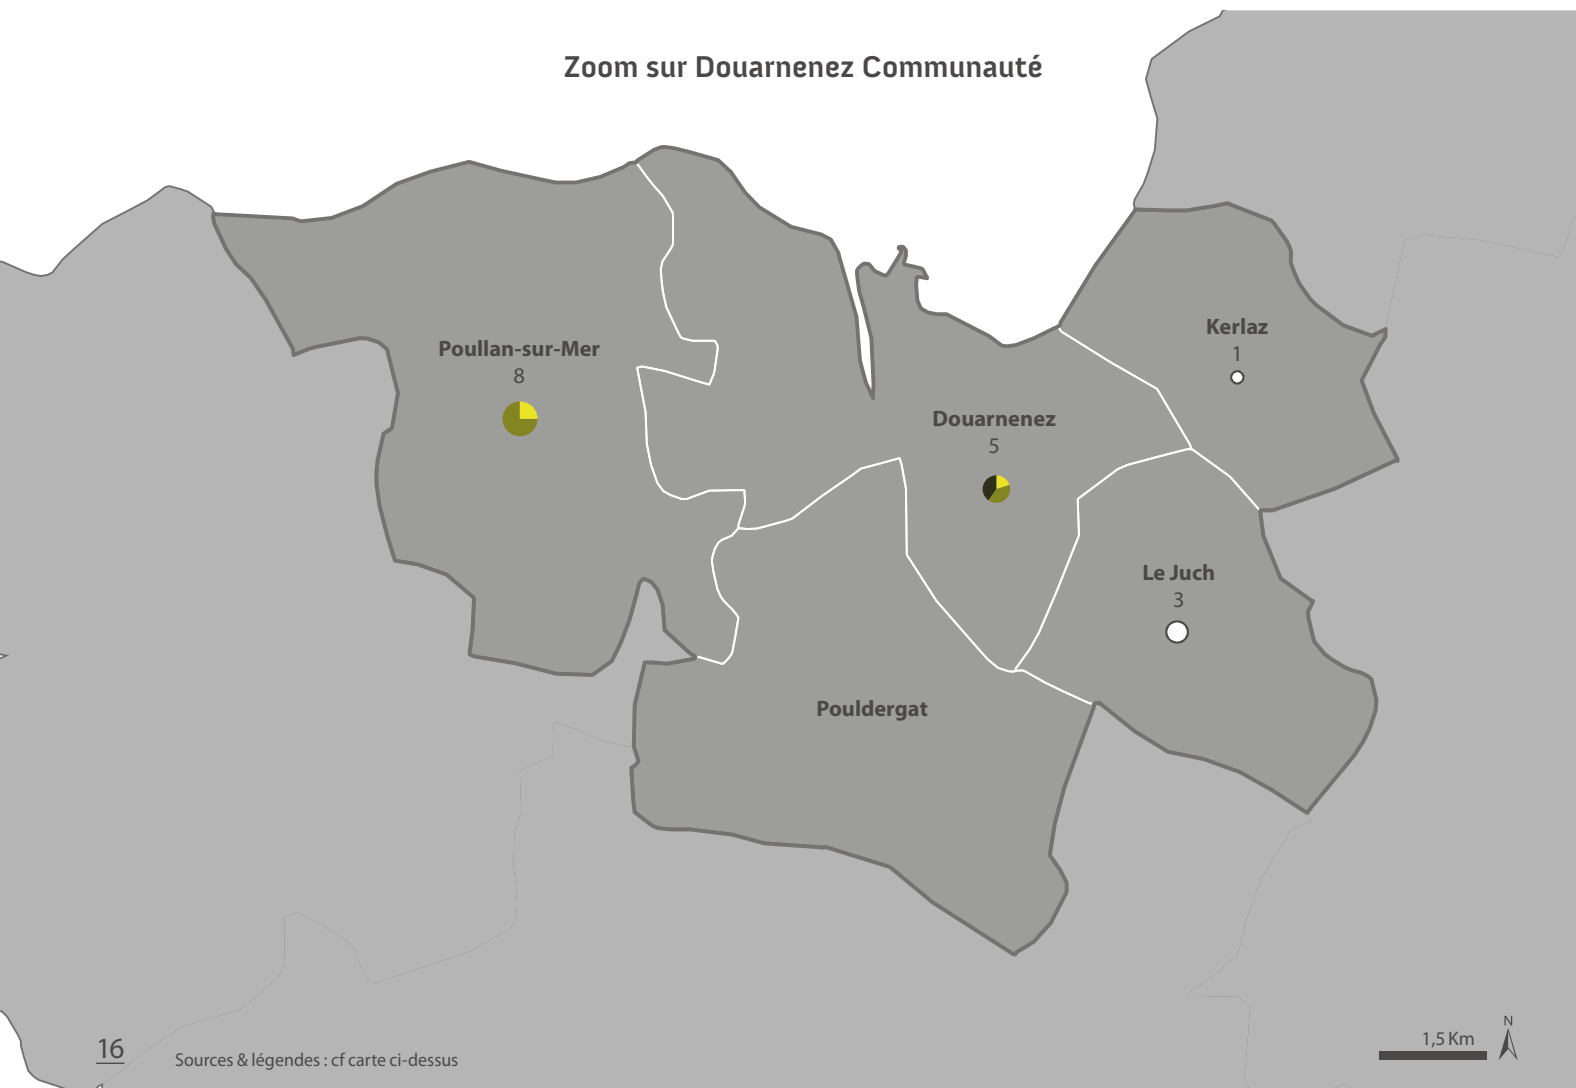 Zoom sur Douarnenez Communauté
Kerlaz
1
Poullan-sur-Mer
8
Douarnenez
5
Le Juch
3
Pouldergat
16
Sources & légendes : cf carte ci-dessus
1,5 Km
N